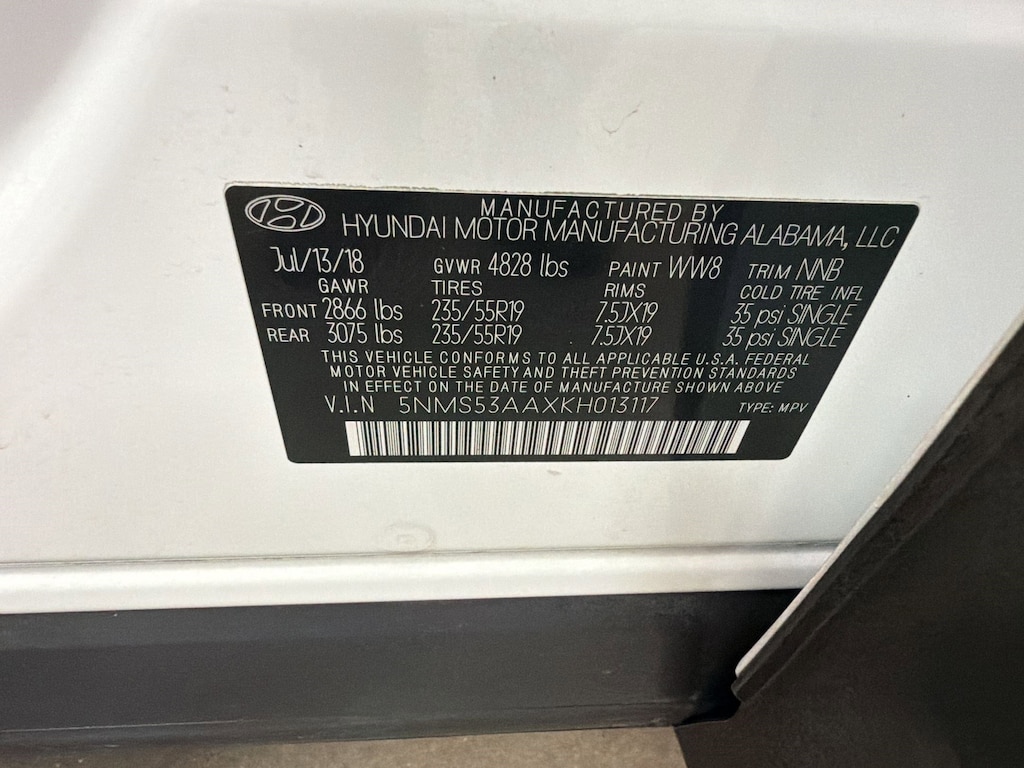 MANUFACTURED BY
HYUNDAI MOTOR MANUFACTURING ALABAMA, LLC
Jul/13/18 GVWR 4828 lbs PAINT WW8 TRIM NNB
GAWR TIRES RIMS COLD TIRE INFL
FRONT 2866 lbs 235/55R19 7.5JX19 35 psi SINGLE
REAR 3075 lbs 235/55R19 7.5JX19 35 psi SINGLE
THIS VEHICLE CONFORMS TO ALL APPLICABLE U.S.A. FEDERAL
MOTOR VEHICLE SAFETY AND THEFT PREVENTION STANDARDS
IN EFFECT ON THE DATE OF MANUFACTURE SHOWN ABOVE
V.I.N 5NMS53AAXKH013117 TYPE: MPV